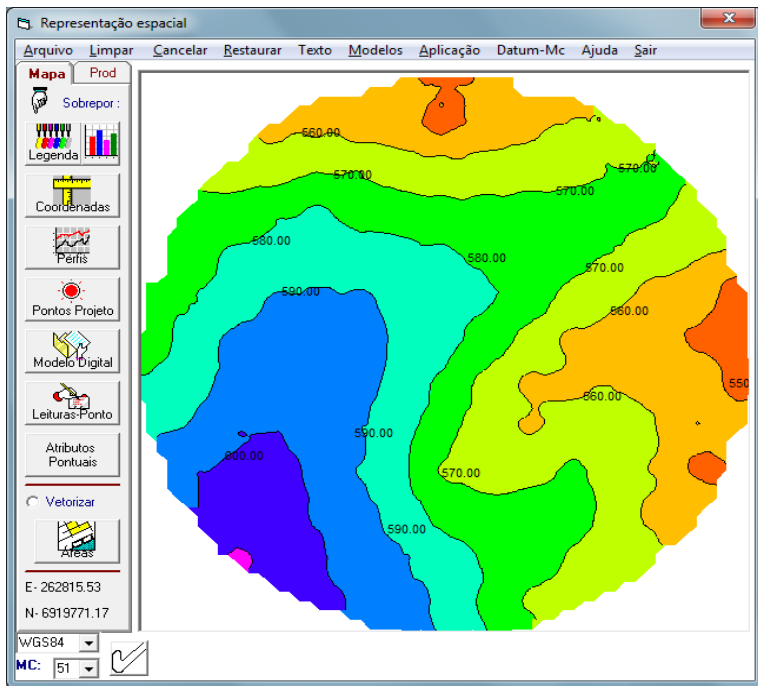 Representação espacial
x
Arquivo Limpar Cancelar Restaurar Texto Modelos Aplicação Datum-Mc Ajuda Sair
Mapa Prod
Sobrepor :
Legenda
Coordenadas
Perfis
Pontos Projeto
Modelo Digital
Leituras-Ponto
Atributos
Pontuais
Vetorizar
Áreas
E- 262815.53
N- 6919771.17
WGS84
MC: 51
560.00
570.00
570.00
570.00
580.00
580.00
570.00
590.00
560.00
550
560.00
590.00
600.00
570.00
590.00